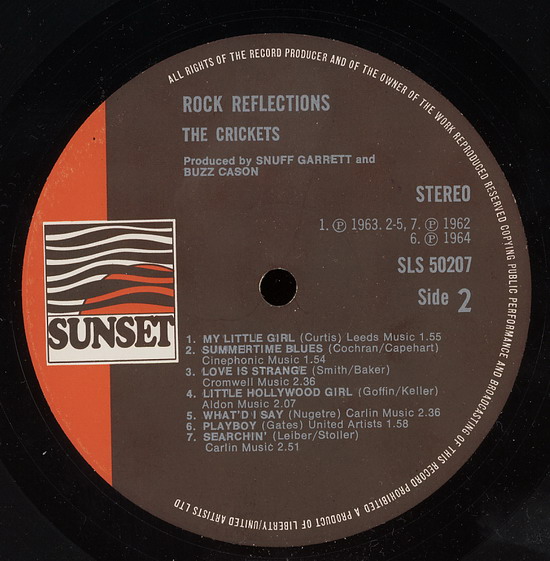 ALL RIGHTS OF THE RECORD PRODUCER AND OF THE OWNER OF THE WORK REPRODUCED RESERVED COPYING PUBLIC PERFORMANCE AND BROADCASTING OF THIS RECORD PROHIBITED A PRODUCT OF LIBERTY/UNITED ARTISTS LTD
ROCK REFLECTIONS
THE CRICKETS
Produced by SNUFF GARRETT and
BUZZ CASON
STEREO
1. ℗ 1963. 2-5, 7. ℗ 1962
6. ℗ 1964
SLS 50207
Side 2
SUNSET
1. MY LITTLE GIRL (Curtis) Leeds Music 1.55
2. SUMMERTIME BLUES (Cochran/Capehart)
Cinephonic Music 1.54
3. LOVE IS STRANGE (Smith/Baker)
Cromwell Music 2.36
4. LITTLE HOLLYWOOD GIRL (Goffin/Keller)
Aldon Music 2.07
5. WHAT'D I SAY (Nugetre) Carlin Music 2.36
6. PLAYBOY (Gates) United Artists 1.58
7. SEARCHIN' (Leiber/Stoller)
Carlin Music 2.51